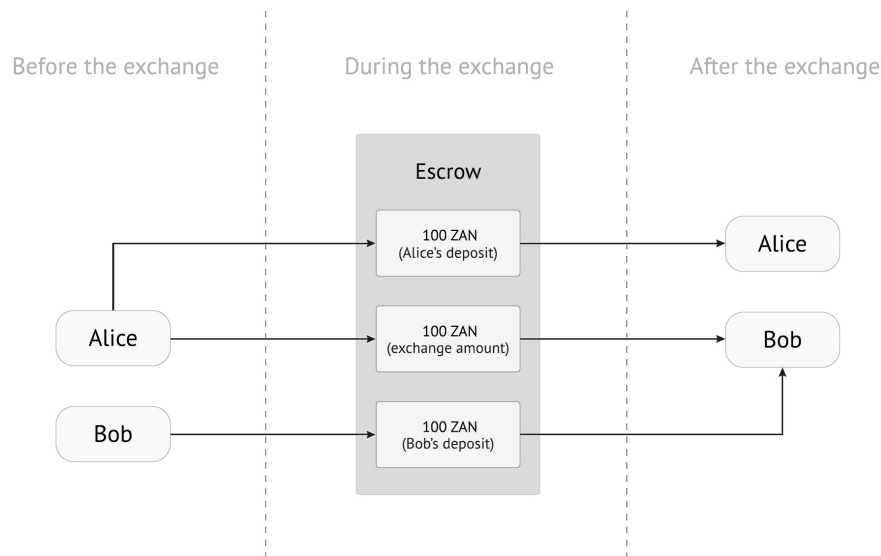 Before the exchange
During the exchange
After the exchange
Escrow
100 ZAN
(Alice's deposit)
Alice
Alice
100 ZAN
(exchange amount)
Bob
Bob
100 ZAN
(Bob's deposit)